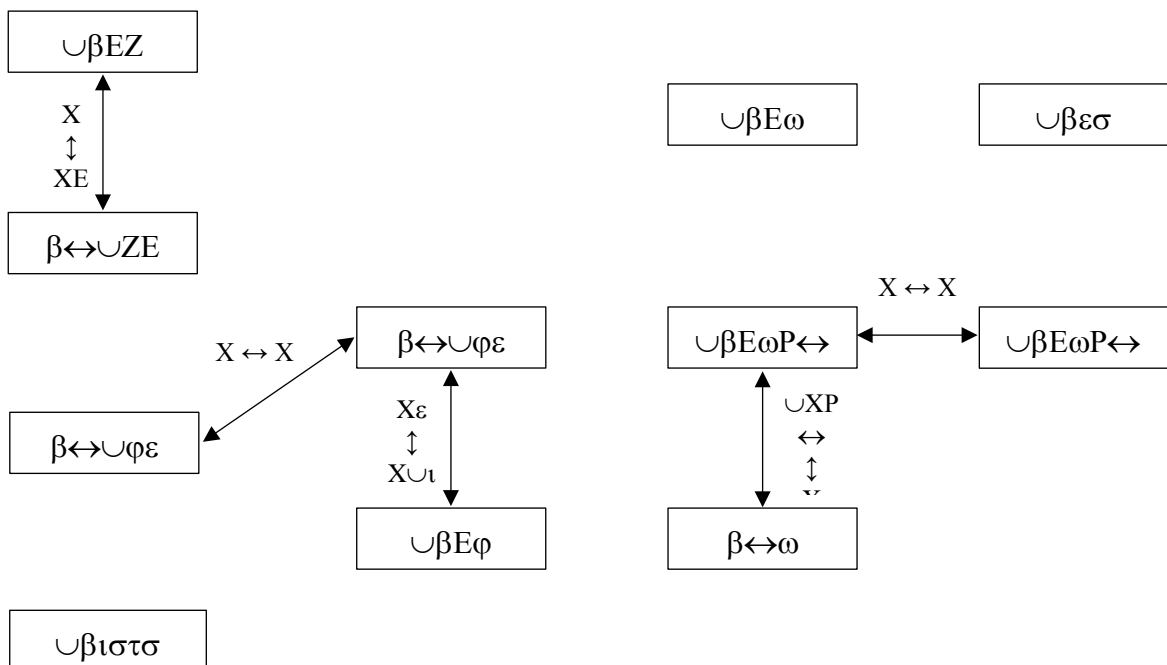 ∪βEZ
X
↕
XE
β↔∪ZE
∪βEω
∪βεσ
X ↔ X
β↔∪φε
X ↔ X
β↔∪φε
Xε
↕
X∪ι
∪βEφ
∪βEωP↔
∪βEωP↔
∪XP
↔
↕
β↔ω
∪βιστσ